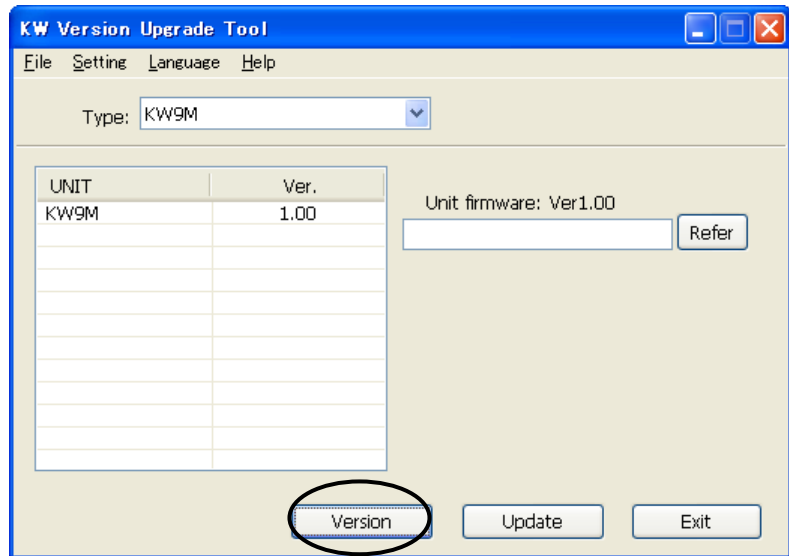 KW Version Upgrade Tool
File Setting Language Help
Type: KW9M
UNIT Ver.
KW9M 1.00
Unit firmware: Ver1.00
Refer
Version Update Exit